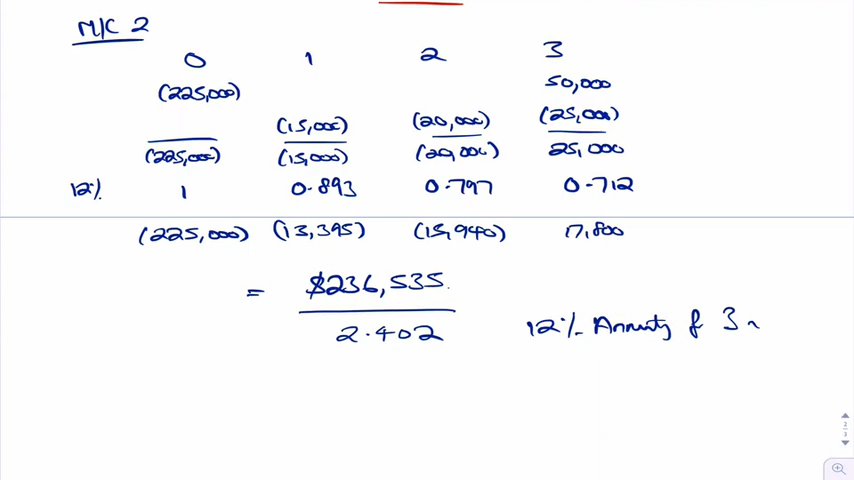 M/C 2
0 1 2 3
(225,000) 50,000
(15,000) (20,000) (25,000)
(225,000) (15,000) (20,000) 25,000
12% 1 0.893 0.797 0.712
(225,000) (13,395) (15,940) 17,800
= $236,535
2.402 12% Annuity f 3
2
3